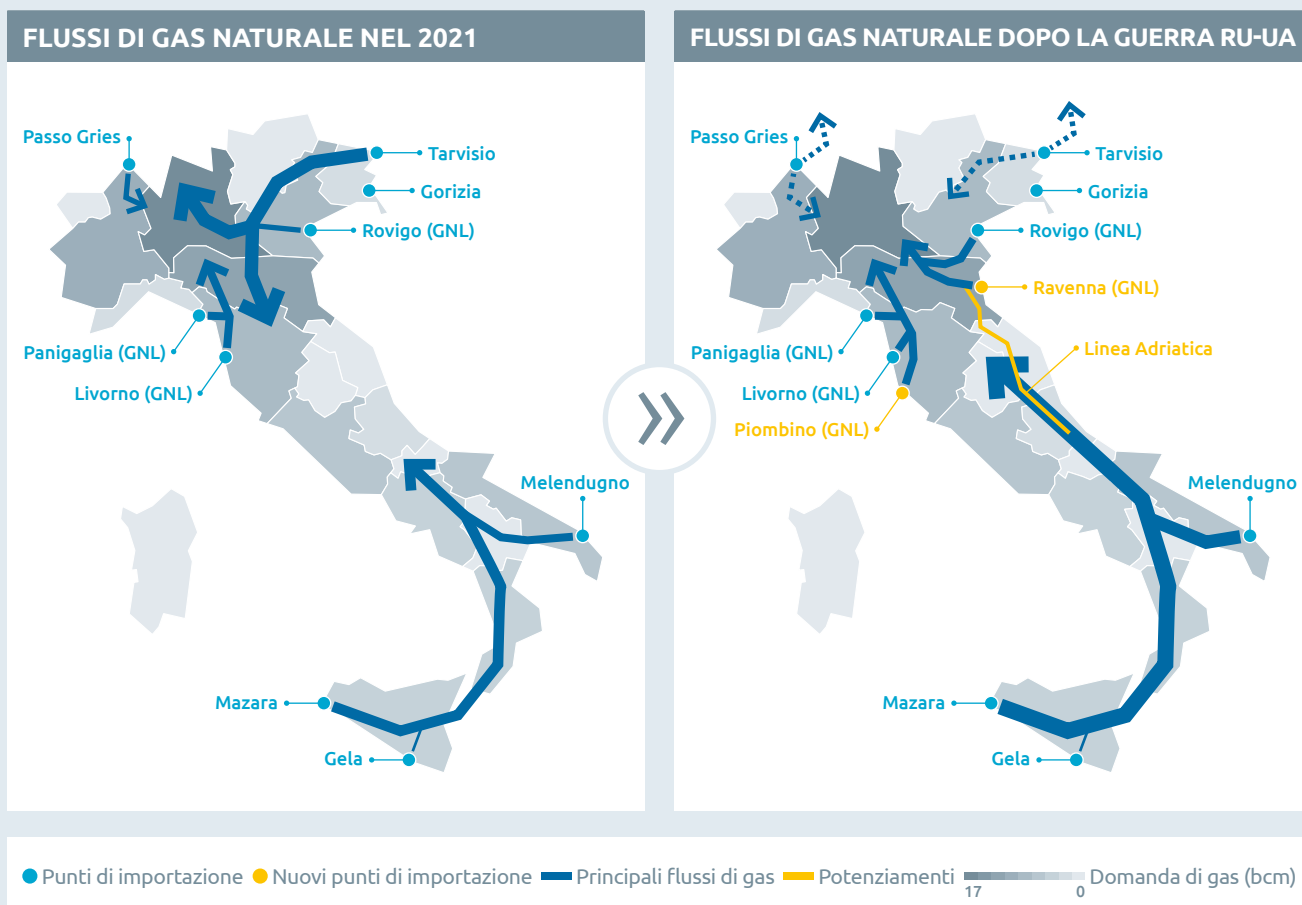 FLUSSI DI GAS NATURALE NEL 2021
Passo Gries
Tarvisio
Gorizia
Rovigo (GNL)
Panigaglia (GNL)
Livorno (GNL)
Melendugno
Mazara
Gela
FLUSSI DI GAS NATURALE DOPO LA GUERRA RU-UA
Passo Gries
Tarvisio
Gorizia
Rovigo (GNL)
Ravenna (GNL)
Linea Adriatica
Panigaglia (GNL)
Livorno (GNL)
Piombino (GNL)
Melendugno
Mazara
Gela
Punti di importazione Nuovi punti di importazione Principali flussi di gas Potenziamenti Domanda di gas (bcm)
17 0